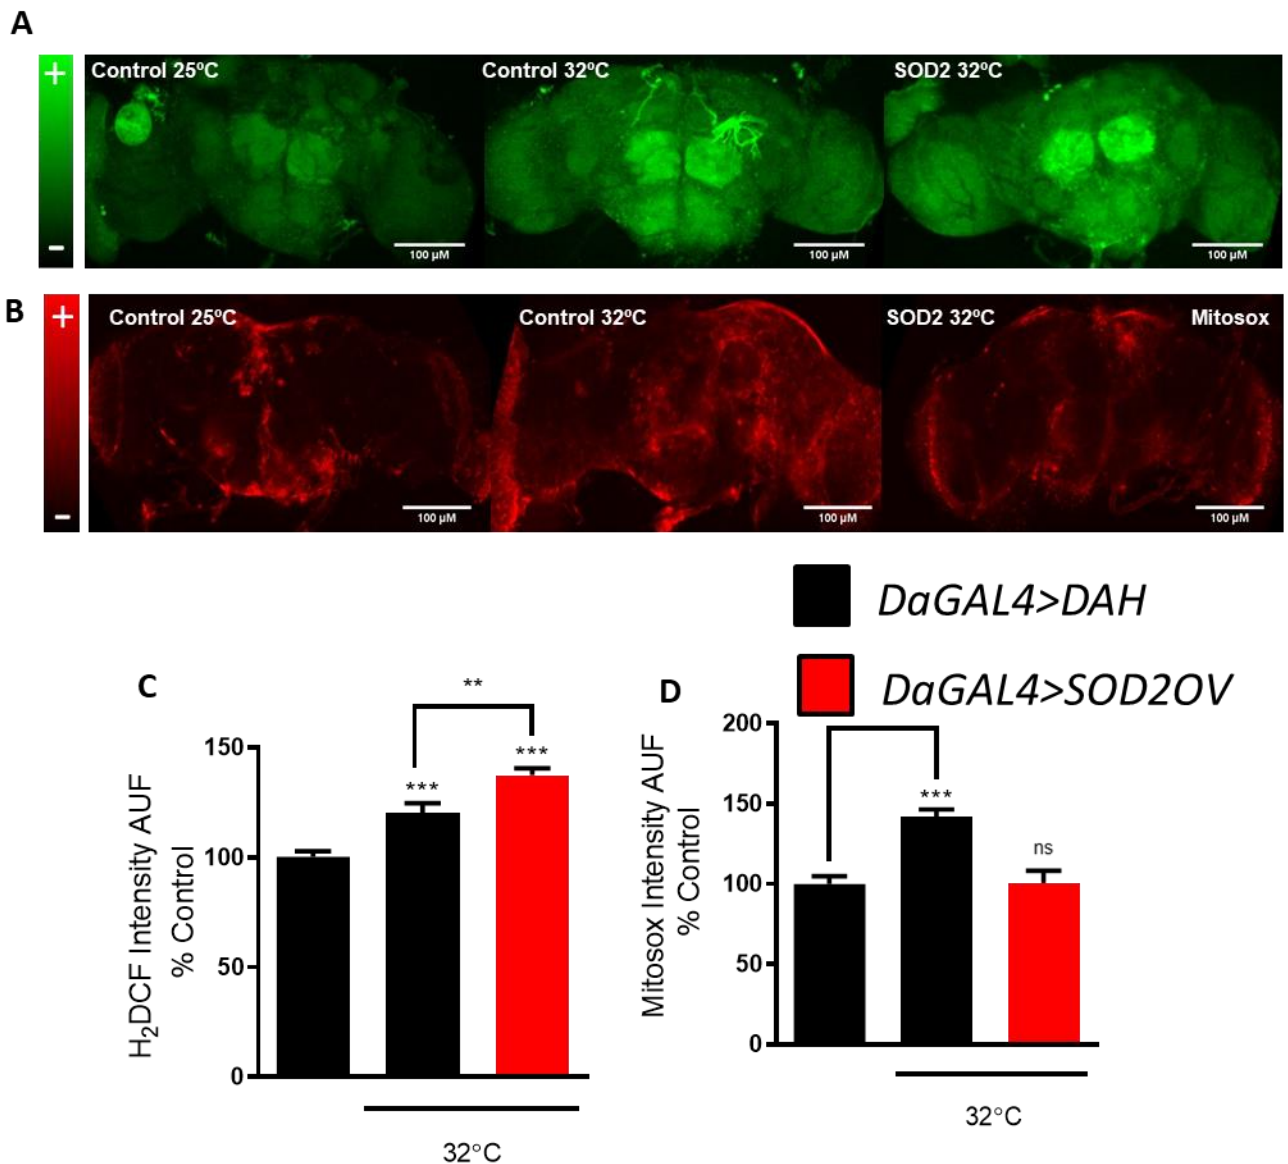 A
+
-
Control 25ºC
Control 32ºC
SOD2 32ºC
100 µM
100 µM
100 µM
B
+
-
Control 25ºC
Control 32ºC
SOD2 32ºC
Mitosox
100 µM
100 µM
100 µM
DaGAL4>DAH
DaGAL4>SOD2OV
C
**
***
***
H₂DCF Intensity AUF
% Control
150
100
50
0
32°C
D
***
ns
Mitosox Intensity AUF
% Control
200
150
100
50
0
32°C